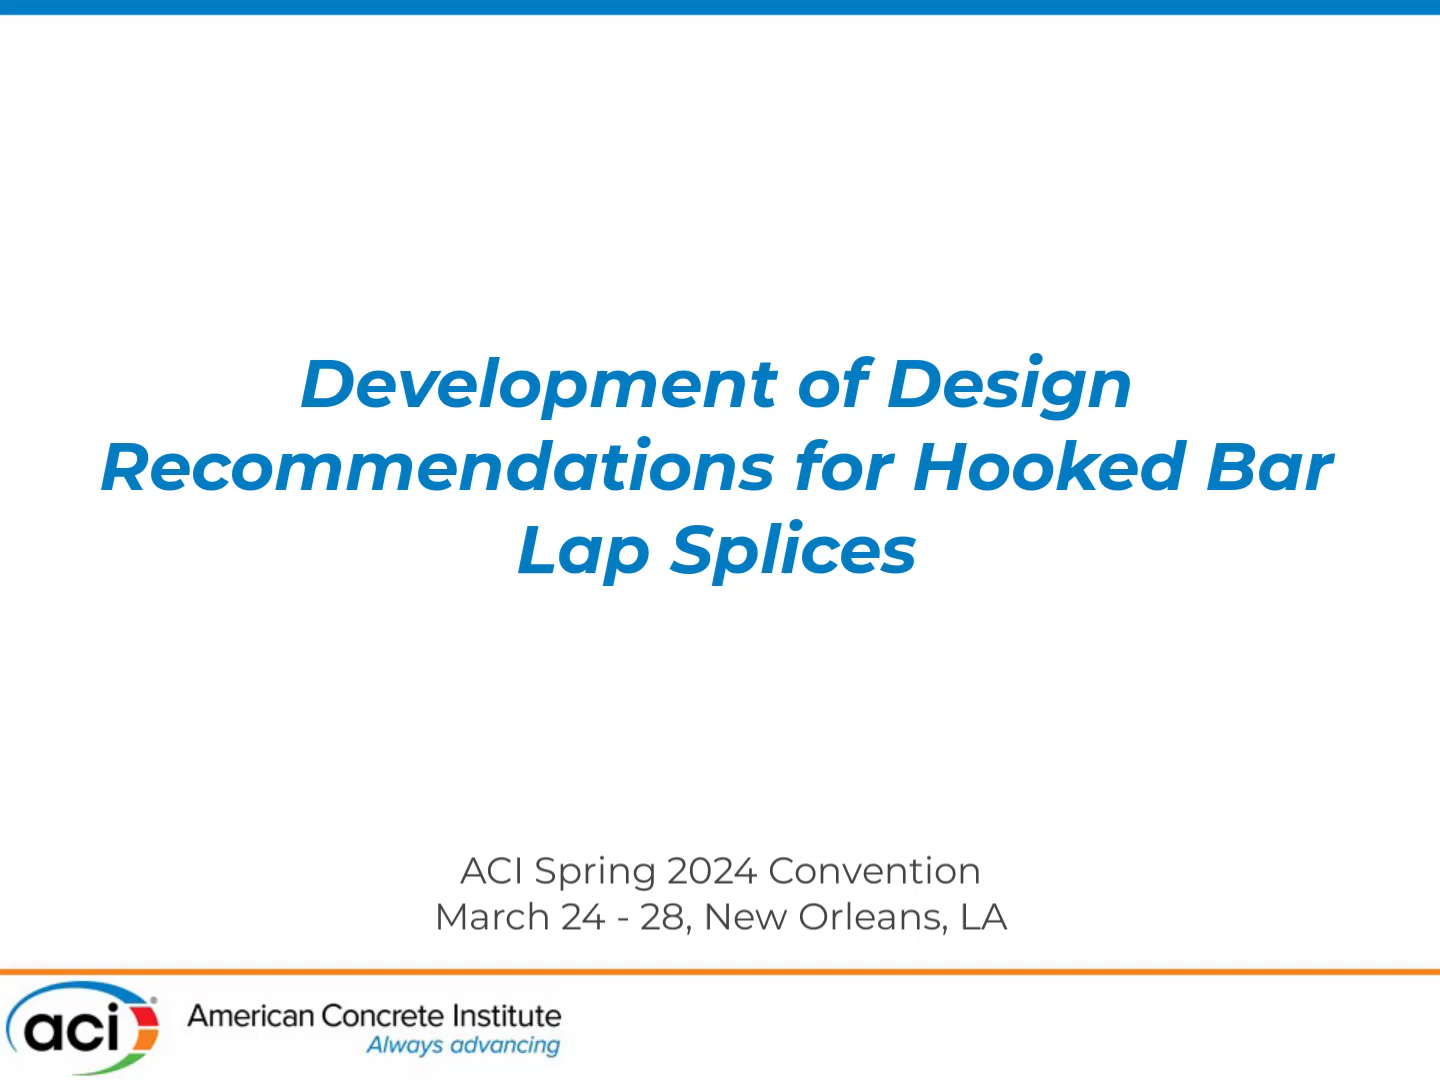 Development of Design
Recommendations for Hooked Bar
Lap Splices
ACI Spring 2024 Convention
March 24 - 28, New Orleans, LA
aci®
American Concrete Institute
Always advancing